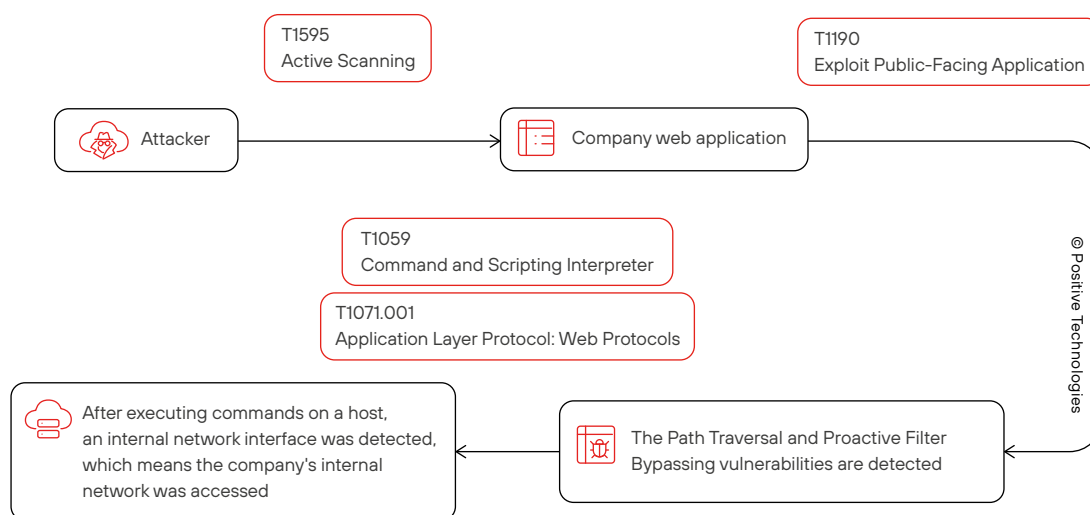 T1595
Active Scanning
T1190
Exploit Public-Facing Application
Attacker
Company web application
T1059
Command and Scripting Interpreter
T1071.001
Application Layer Protocol: Web Protocols
© Positive Technologies
After executing commands on a host,
an internal network interface was detected,
which means the company's internal
network was accessed
The Path Traversal and Proactive Filter
Bypassing vulnerabilities are detected